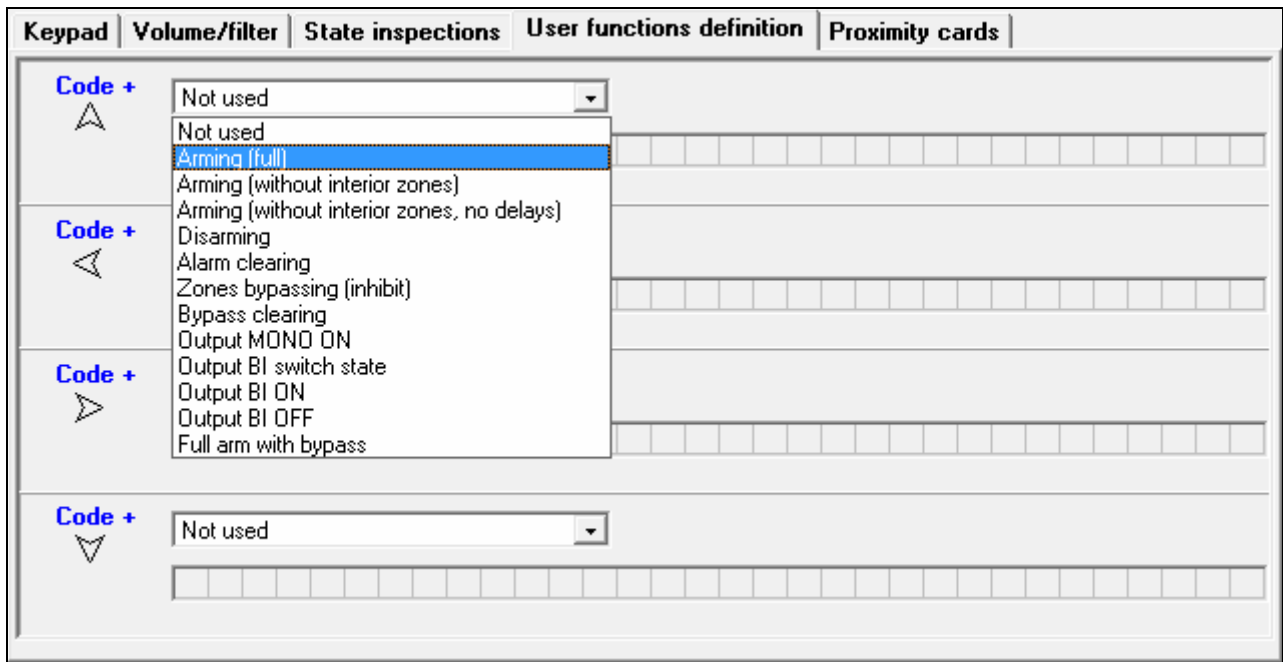 Keypad Volume/filter State inspections User functions definition Proximity cards
Code +
Not used
Not used
Arming (full)
Arming (without interior zones)
Arming (without interior zones, no delays)
Disarming
Alarm clearing
Zones bypassing (inhibit)
Bypass clearing
Output MONO ON
Output BI switch state
Output BI ON
Output BI OFF
Full arm with bypass
Code +
Code +
Code +
Not used